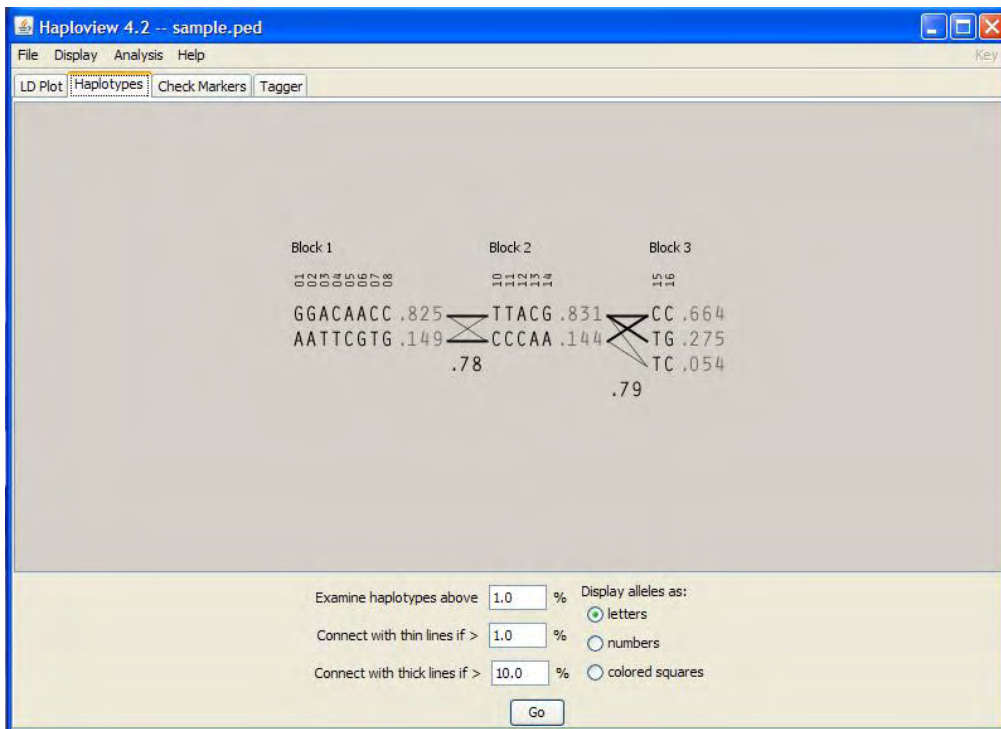 Haploview 4.2 -- sample.ped
File Display Analysis Help Key
LD Plot Haplotypes Check Markers Tagger
Block 1 Block 2 Block 3
01 02 03 04 05 06 07 08 10 11 12 13 14 15 16
GGACAACC .825 TTACG .831 CC .664
AATTCGTG .149 CCCAA .144 TG .275
.78 TC .054
.79
Examine haplotypes above 1.0 % Display alleles as:
letters
Connect with thin lines if > 1.0 %
numbers
Connect with thick lines if > 10.0 % colored squares
Go